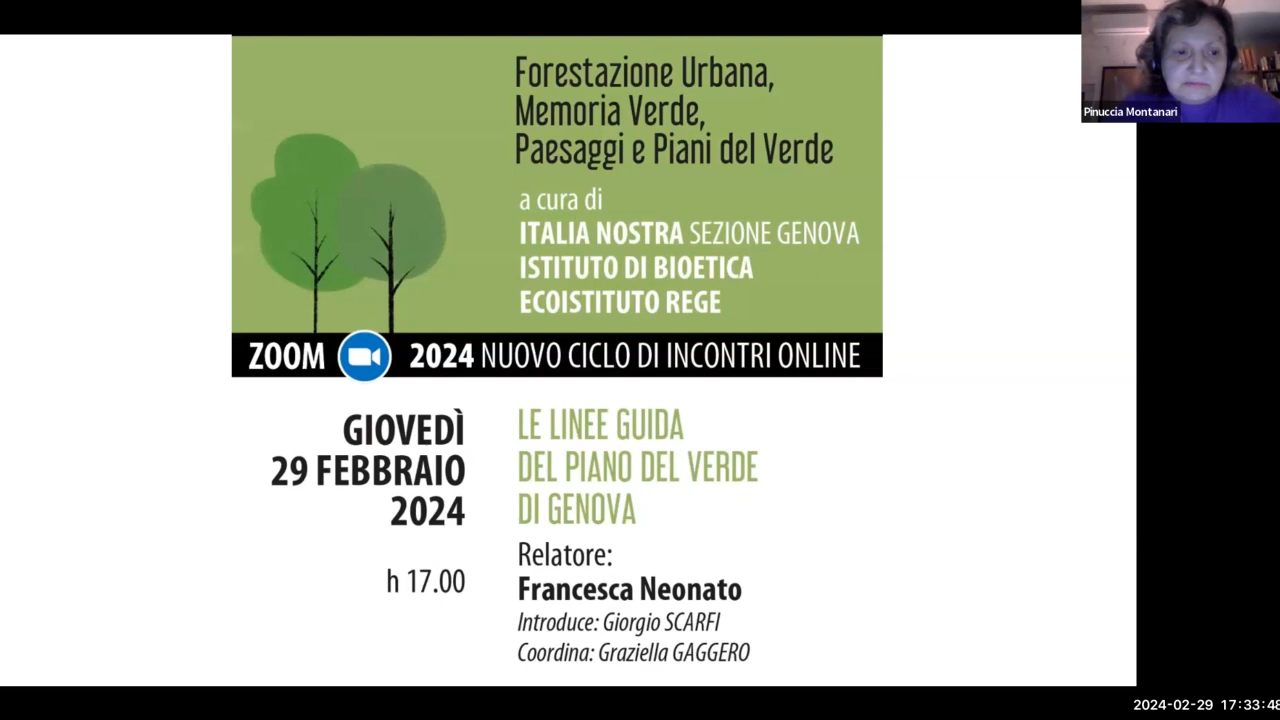 Forestazione Urbana,
Memoria Verde,
Paesaggi e Piani del Verde
a cura di
ITALIA NOSTRA SEZIONE GENOVA
ISTITUTO DI BIOETICA
ECOISTITUTO REGE
ZOOM 2024 NUOVO CICLO DI INCONTRI ONLINE
GIOVEDÌ
29 FEBBRAIO
2024
h 17.00
LE LINEE GUIDA
DEL PIANO DEL VERDE
DI GENOVA
Relatore:
Francesca Neonato
Introduce: Giorgio SCARFI
Coordina: Graziella GAGGERO
Pinuccia Montanari
2024-02-29 17:33:48